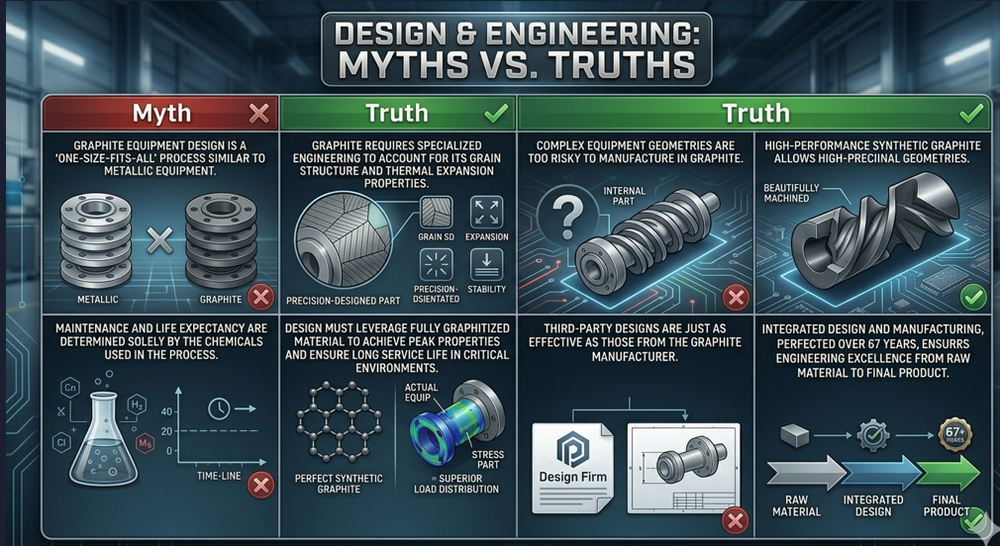 DESIGN & ENGINEERING:
MYTHS VS. TRUTHS
Myth
Truth
Truth
GRAPHITE EQUIPMENT DESIGN IS A
'ONE-SIZE-FITS-ALL' PROCESS SIMILAR TO
METALLIC EQUIPMENT.
METALLIC
GRAPHITE
GRAPHITE REQUIRES SPECIALIZED
ENGINEERING TO ACCOUNT FOR ITS GRAIN
STRUCTURE AND THERMAL EXPANSION
PROPERTIES.
GRAIN SD
EXPANSION
PRECISION-
DSIENTATED
STABILITY
PRECISION-DESIGNED PART
COMPLEX EQUIPMENT GEOMETRIES ARE
TOO RISKY TO MANUFACTURE IN GRAPHITE.
?
INTERNAL
PART
HIGH-PERFORMANCE SYNTHETIC GRAPHITE
ALLOWS HIGH-PRECIINAL GEOMETRIES.
BEAUTIFULLY
MACHINED
MAINTENANCE AND LIFE EXPECTANCY ARE
DETERMINED SOLELY BY THE CHEMICALS
USED IN THE PROCESS.
Cn
H₂
Cl
M₅
40
20
0
TIME-LINE
DESIGN MUST LEVERAGE FULLY GRAPHITIZED
MATERIAL TO ACHIEVE PEAK PROPERTIES
AND ENSURE LONG SERVICE LIFE IN CRITICAL
ENVIRONMENTS.
ACTUAL
EQUIP
STRESS
PART
PERFECT SYNTHETIC
GRAPHITE
= SUPERIOR
LOAD DISTRIBUTION
THIRD-PARTY DESIGNS ARE JUST AS
EFFECTIVE AS THOSE FROM THE GRAPHITE
MANUFACTURER.
Design Firm
INTEGRATED DESIGN AND MANUFACTURING,
PERFECTED OVER 67 YEARS, ENSURRS
ENGINEERING EXCELLENCE FROM RAW
MATERIAL TO FINAL PRODUCT.
67+
RAW
MATERIAL
INTEGRATED
DESIGN
FINAL
PRODUCT